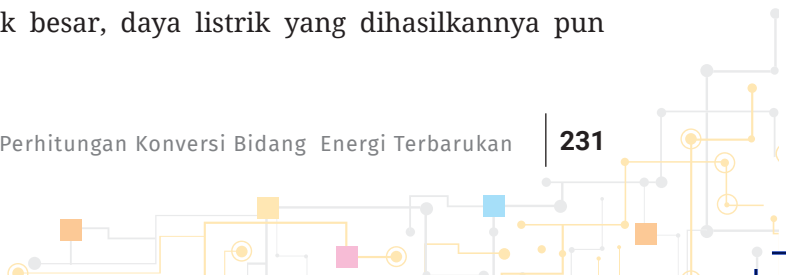 k besar, daya listrik yang dihasilkannya pun
Perhitungan Konversi Bidang Energi Terbarukan 231